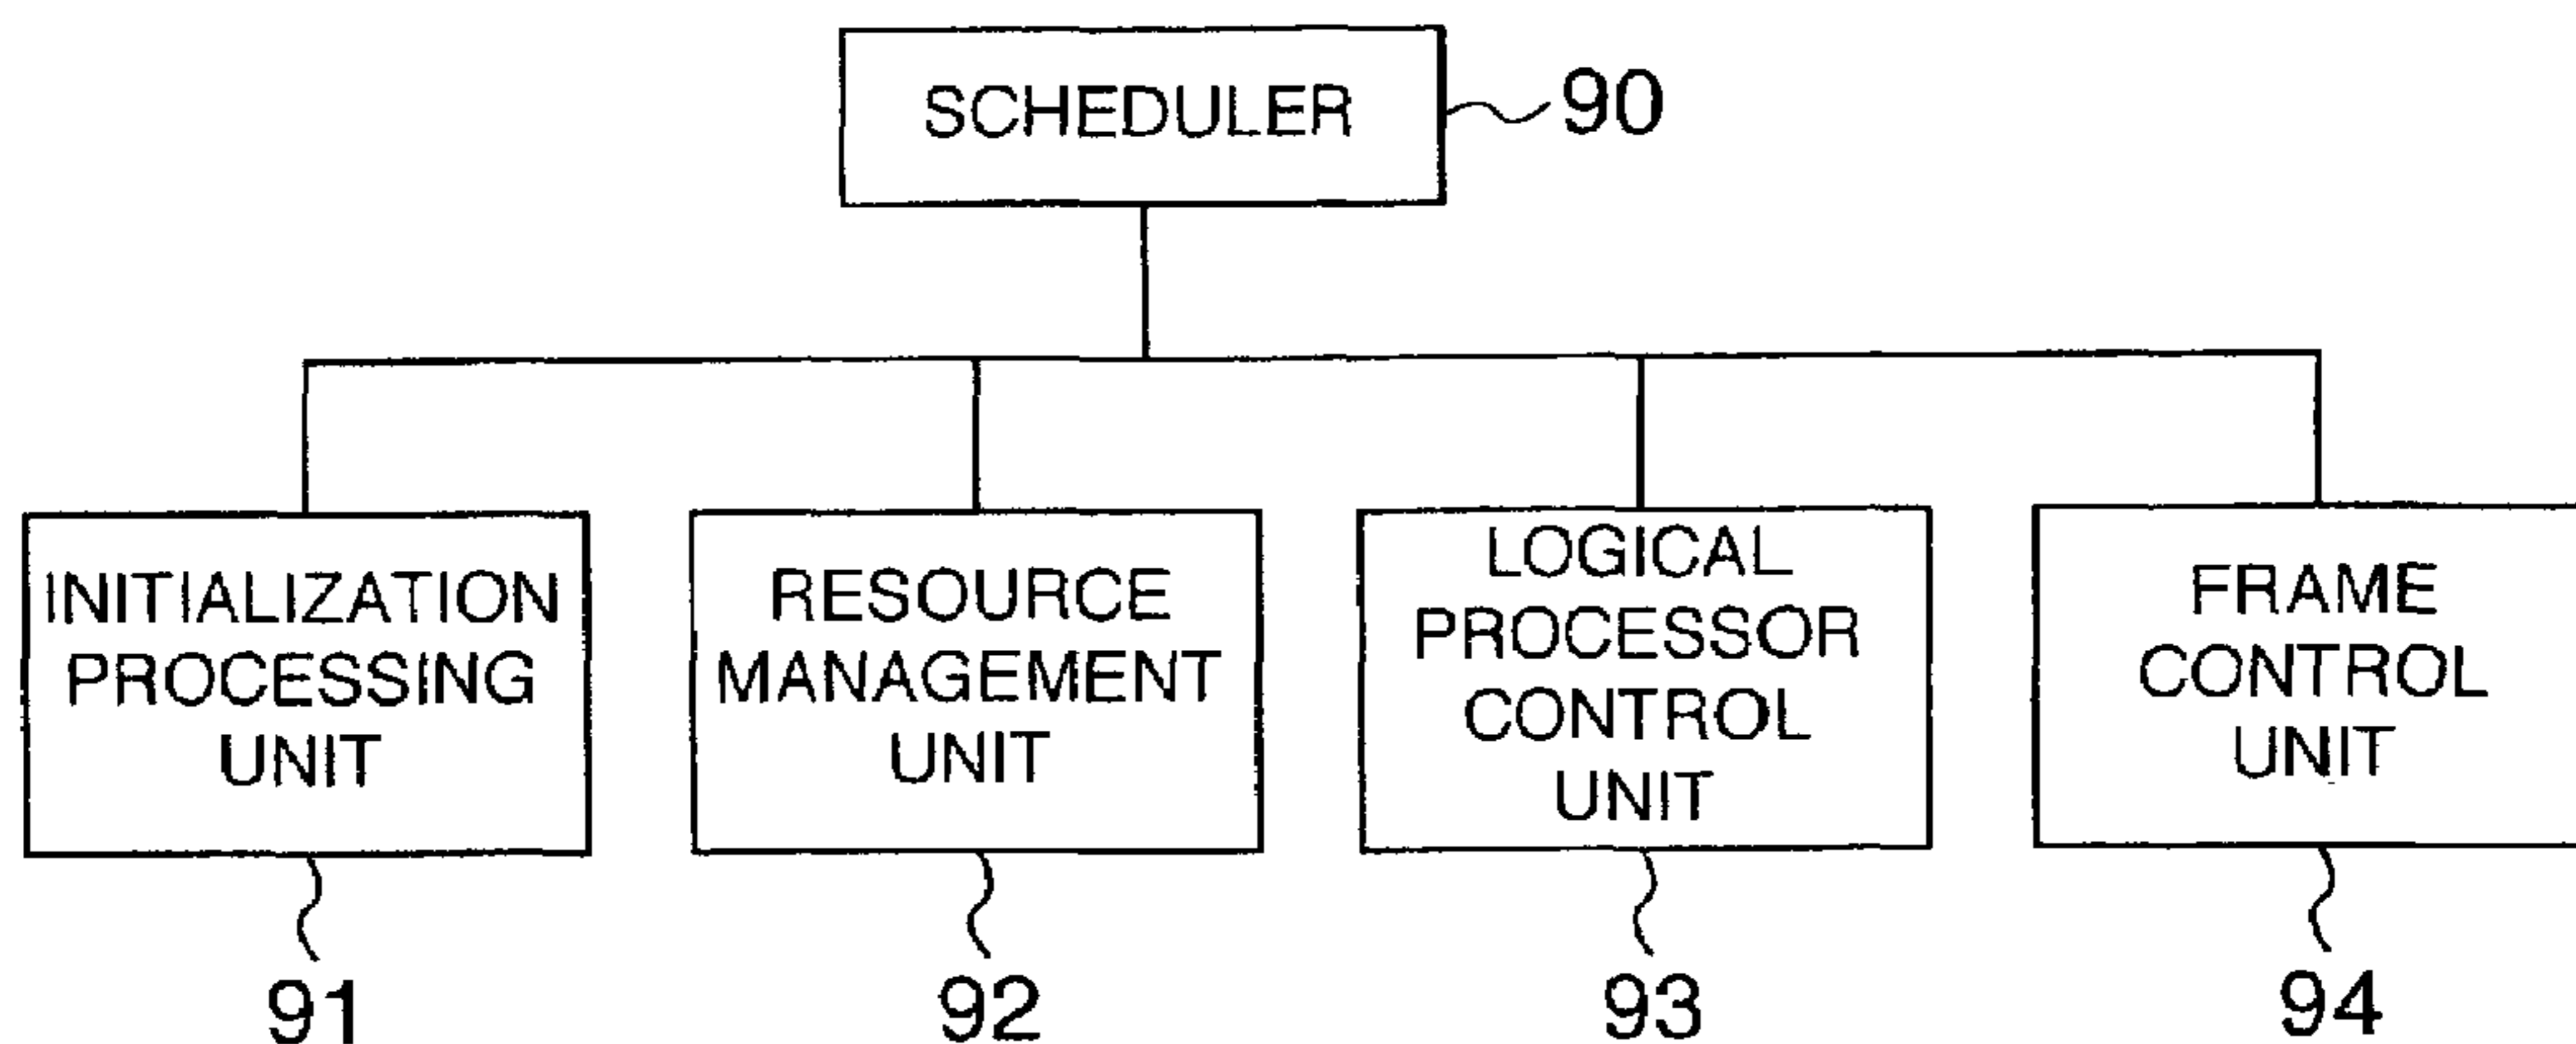 SCHEDULER
90
INITIALIZATION
PROCESSING
UNIT
91
RESOURCE
MANAGEMENT
UNIT
92
LOGICAL
PROCESSOR
CONTROL
UNIT
93
FRAME
CONTROL
UNIT
94